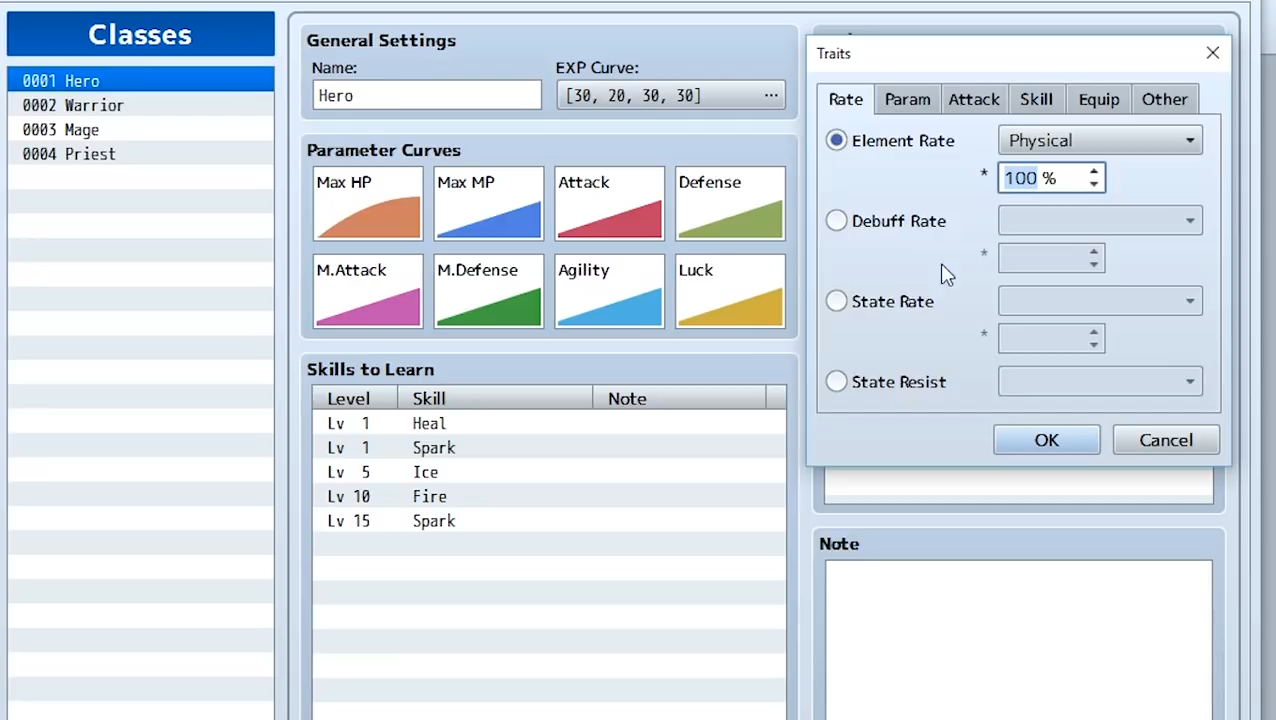 Classes
0001 Hero
0002 Warrior
0003 Mage
0004 Priest
General Settings
Name:
EXP Curve:
Hero
[30, 20, 30, 30] ...
Parameter Curves
Max HP
Max MP
Attack
Defense
M.Attack
M.Defense
Agility
Luck
Skills to Learn
Level Skill Note
Lv 1 Heal
Lv 1 Spark
Lv 5 Ice
Lv 10 Fire
Lv 15 Spark
Traits
Rate Param Attack Skill Equip Other
Element Rate Physical
* 100 %
Debuff Rate
*
State Rate
*
State Resist
OK Cancel
Note